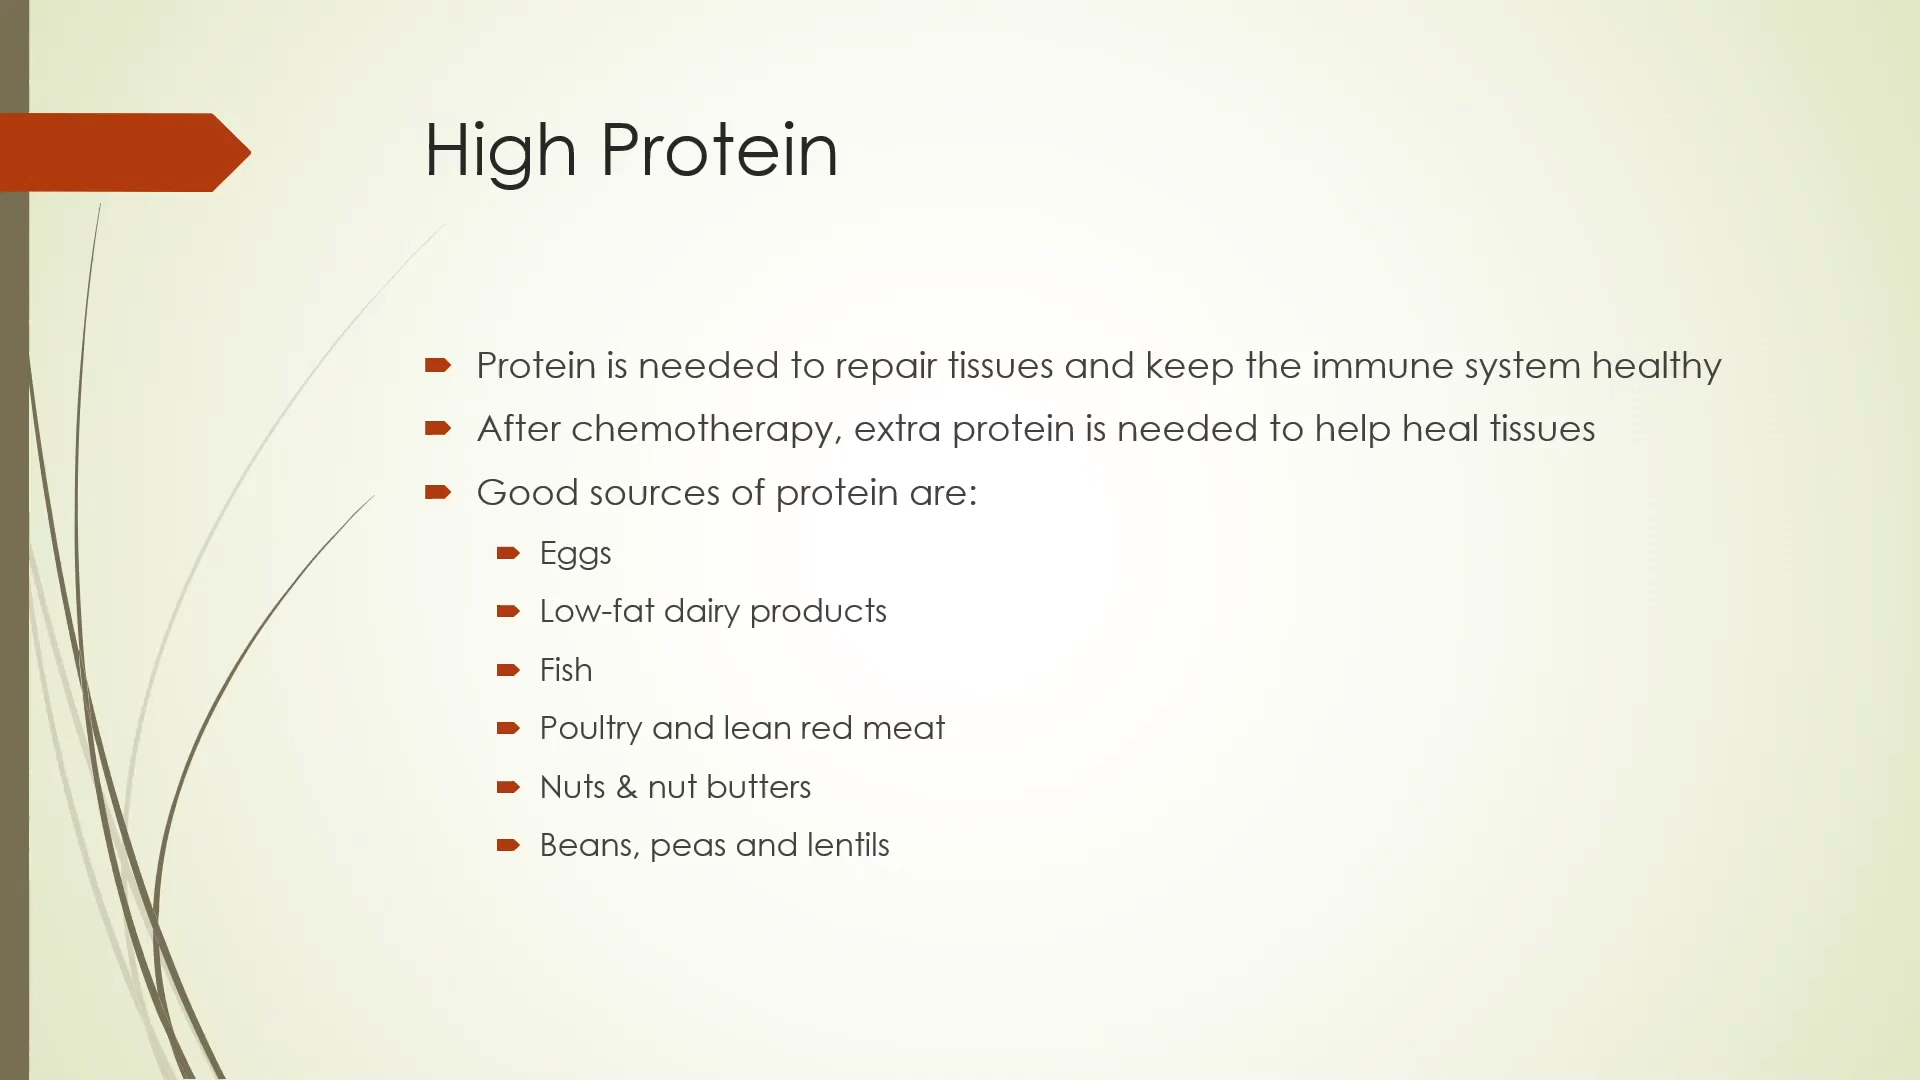 High Protein
Protein is needed to repair tissues and keep the immune system healthy
After chemotherapy, extra protein is needed to help heal tissues
Good sources of protein are:
Eggs
Low-fat dairy products
Fish
Poultry and lean red meat
Nuts & nut butters
Beans, peas and lentils